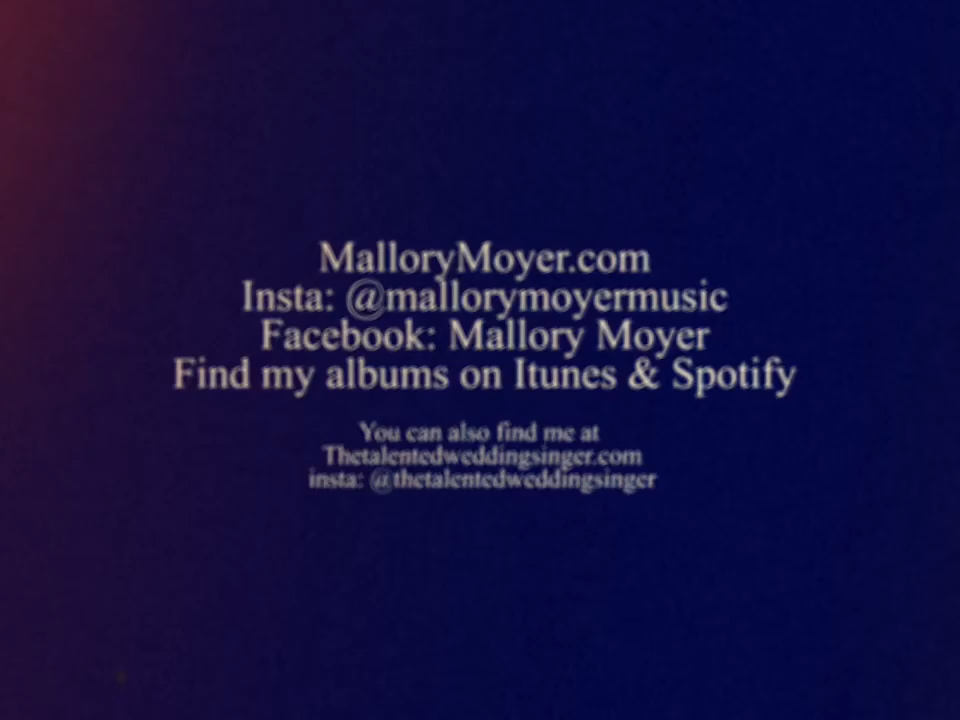 MalloryMoyer.com
Insta: @mallorymoyermusic
Facebook: Mallory Moyer
Find my albums on Itunes & Spotify
You can also find me at
Thetalentedweddingsinger.com
insta: @thetalentedweddingsinger